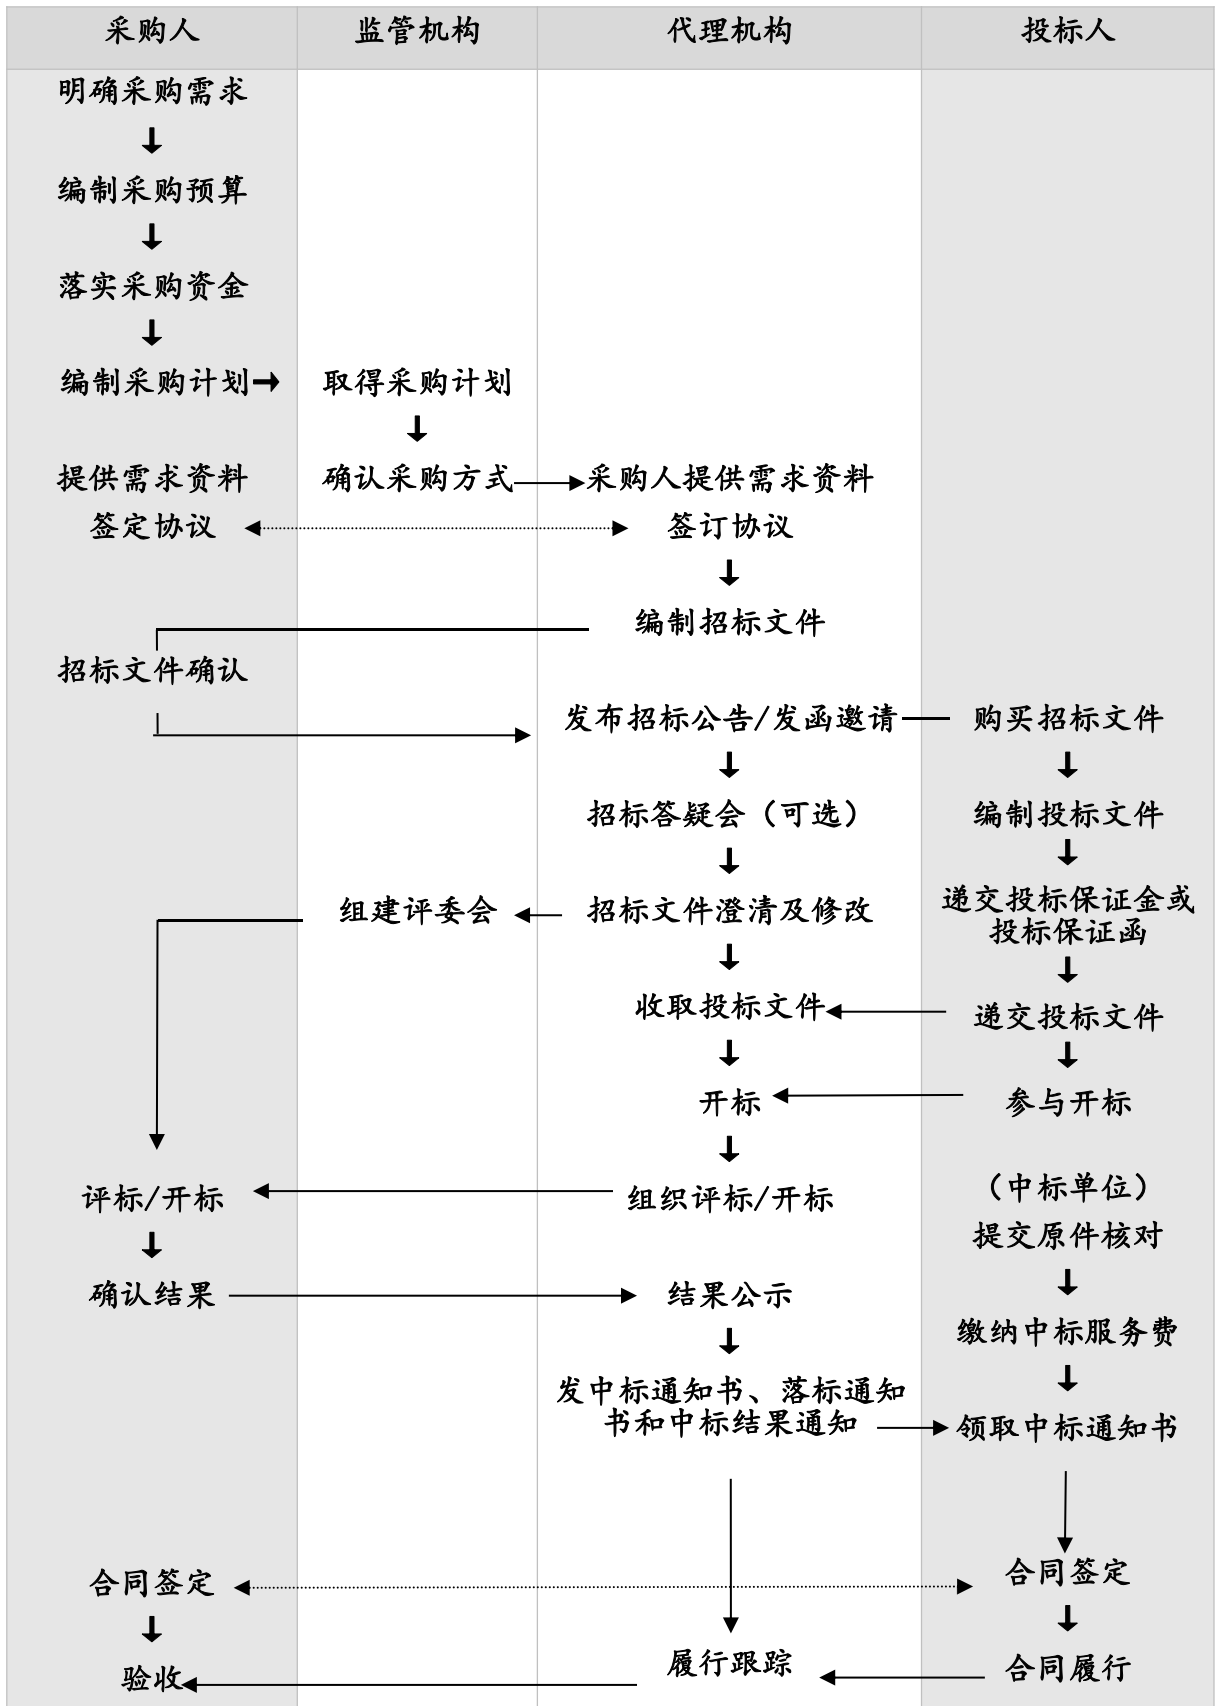 采购人 监管机构 代理机构 投标人
明确采购需求
编制采购预算
落实采购资金
编制采购计划 取得采购计划
提供需求资料 确认采购方式 采购人提供需求资料
签定协议 签订协议
编制招标文件
招标文件确认
发布招标公告/发函邀请 购买招标文件
招标答疑会（可选） 编制投标文件
组建评委会 招标文件澄清及修改 递交投标保证金或
投标保证函
收取投标文件 递交投标文件
开标 参与开标
评标/开标 组织评标/开标 （中标单位）
提交原件核对
确认结果 结果公示
缴纳中标服务费
发中标通知书、落标通知
书和中标结果通知 领取中标通知书
合同签定 合同签定
验收 履行跟踪 合同履行